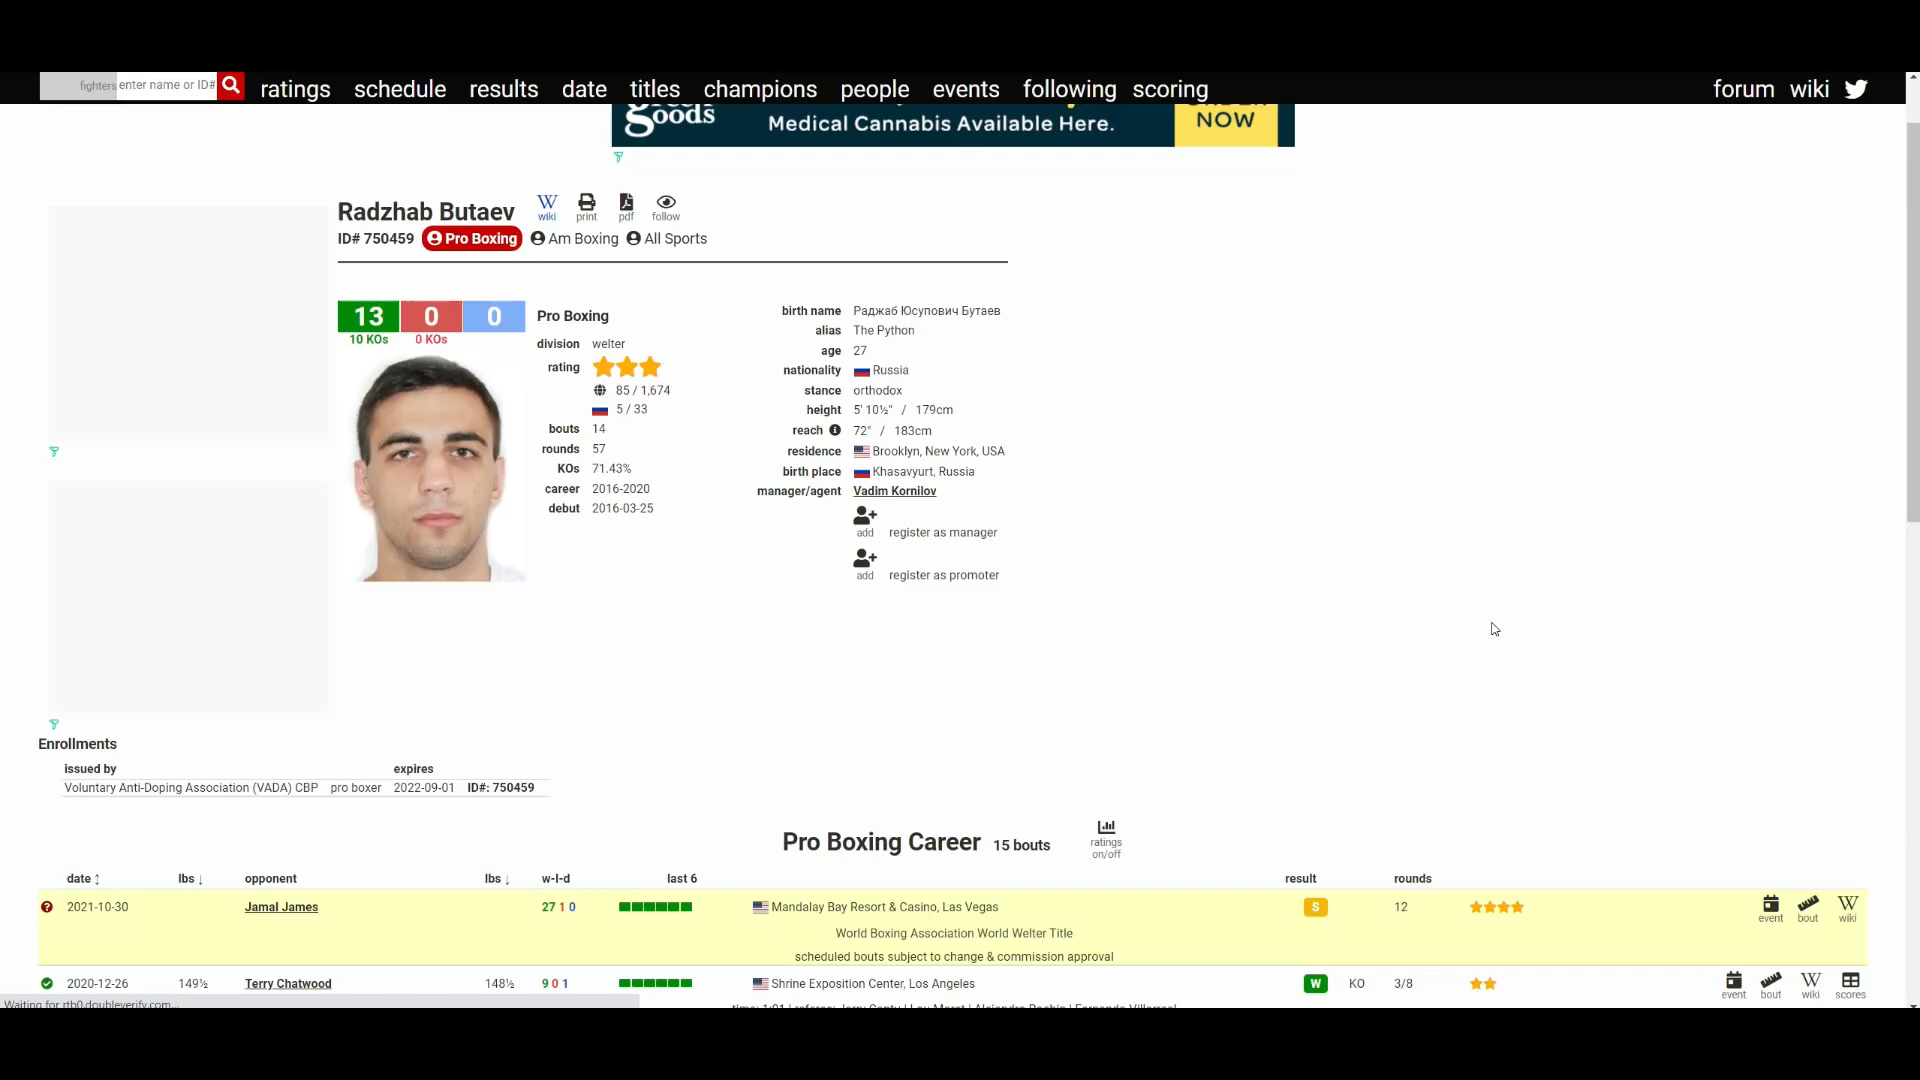 fighters enter name or ID# ratings schedule results date titles champions people events following scoring forum wiki
goods Medical Cannabis Available Here. NOW
Radzhab Butaev W wiki print pdf follow
ID# 750459 Pro Boxing Am Boxing All Sports
13 0 0
10 KOs 0 KOs
Pro Boxing
division welter
rating
85 / 1,674
5 / 33
bouts 14
rounds 57
KOs 71.43%
career 2016-2020
debut 2016-03-25
birth name Раджаб Юсупович Бутаев
alias The Python
age 27
nationality Russia
stance orthodox
height 5' 10½" / 179cm
reach 72" / 183cm
residence Brooklyn, New York, USA
birth place Khasavyurt, Russia
manager/agent Vadim Kornilov
add register as manager
add register as promoter
Enrollments
issued by expires
Voluntary Anti-Doping Association (VADA) CBP pro boxer 2022-09-01 ID#: 750459
Pro Boxing Career 15 bouts ratings on/off
date lbs opponent lbs w-l-d last 6 result rounds
2021-10-30 Jamal James 27 1 0 Mandalay Bay Resort & Casino, Las Vegas S 12 event bout W wiki
World Boxing Association World Welter Title
scheduled bouts subject to change & commission approval
2020-12-26 149½ Terry Chatwood 148½ 9 0 1 Shrine Exposition Center, Los Angeles W KO 3/8 event bout W wiki scores
Waiting for rtb0.doubleverify.com...